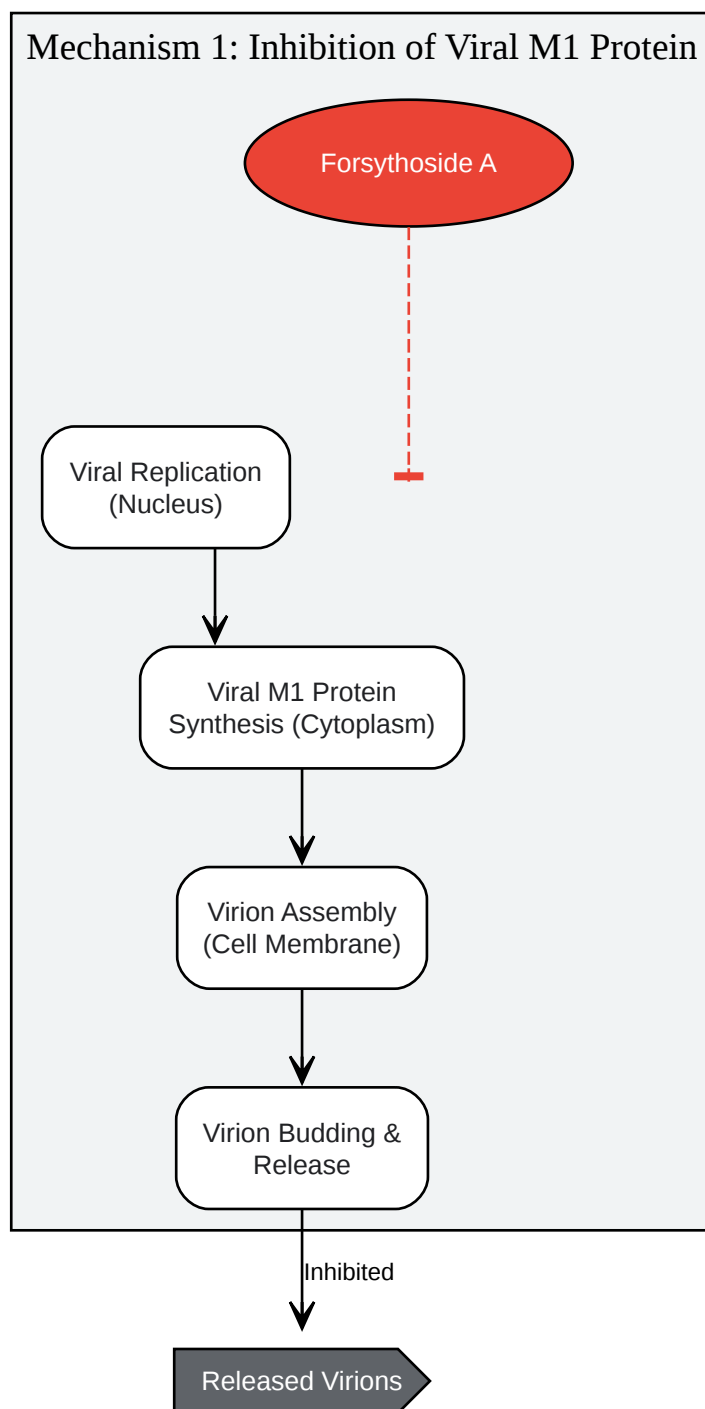 Mechanism 1: Inhibition of Viral M1 Protein
Forsythoside A
Viral Replication
(Nucleus)
Viral M1 Protein
Synthesis (Cytoplasm)
Virion Assembly
(Cell Membrane)
Virion Budding &
Release
Inhibited
Released Virions